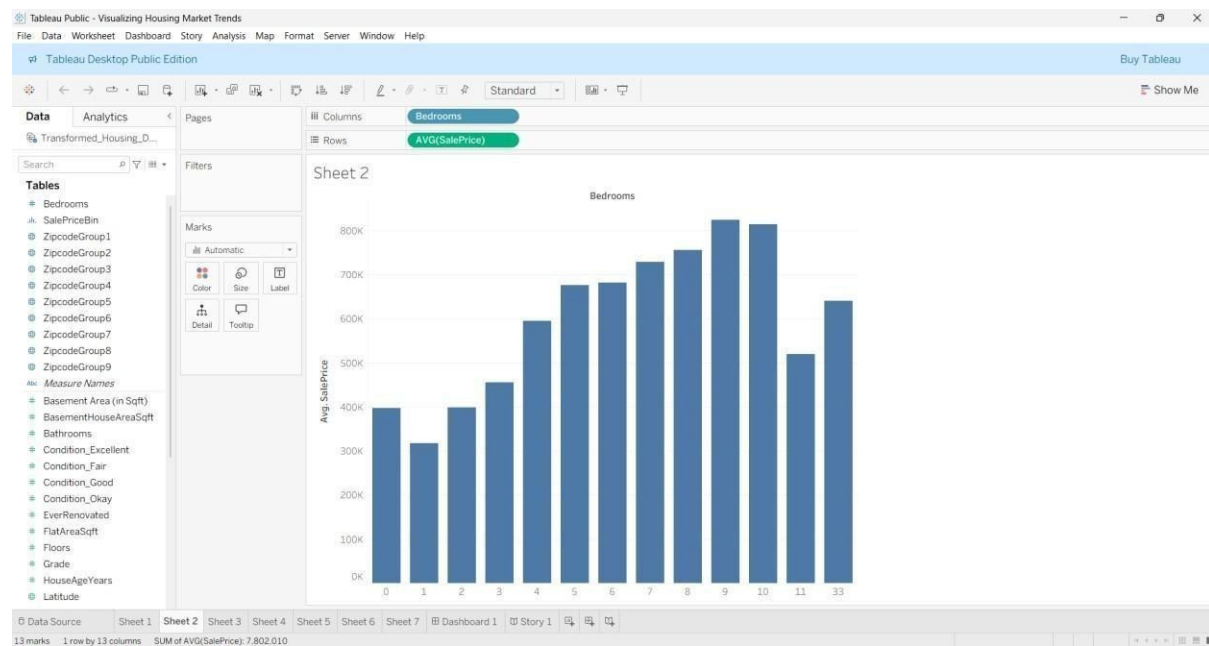 Tableau Public - Visualizing Housing Market Trends
File Data Worksheet Dashboard Story Analysis Map Format Server Window Help
Tableau Desktop Public Edition
Buy Tableau
Standard
Show Me
Data Analytics
Transformed_Housing_D...
Search
Tables
Bedrooms
SalePriceBin
ZipcodeGroup1
ZipcodeGroup2
ZipcodeGroup3
ZipcodeGroup4
ZipcodeGroup5
ZipcodeGroup6
ZipcodeGroup7
ZipcodeGroup8
ZipcodeGroup9
Abc Measure Names
Basement Area (in Sqft)
BasementHouseAreaSqft
Bathrooms
Condition_Excellent
Condition_Fair
Condition_Good
Condition_Okay
EverRenovated
FlatAreaSqft
Floors
Grade
HouseAgeYears
Latitude
Pages
Filters
Marks
Automatic
Color Size Label
Detail Tooltip
Columns Bedrooms
Rows AVG(SalePrice)
Sheet 2
Bedrooms
Avg. SalePrice
800K
700K
600K
500K
400K
300K
200K
100K
0K
0 1 2 3 4 5 6 7 8 9 10 11 33
Data Source Sheet 1 Sheet 2 Sheet 3 Sheet 4 Sheet 5 Sheet 6 Sheet 7 Dashboard 1 Story 1
13 marks 1 row by 13 columns SUM of AVG(SalePrice): 7,802,010